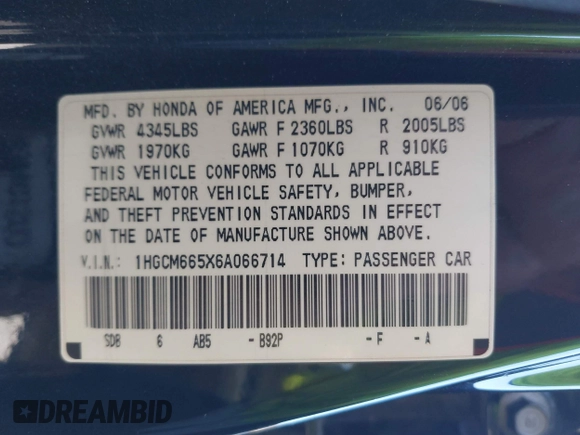 MFD. BY HONDA OF AMERICA MFG., INC. 06/06
GVWR 4345LBS GAWR F 2360LBS R 2005LBS
GVWR 1970KG GAWR F 1070KG R 910KG
THIS VEHICLE CONFORMS TO ALL APPLICABLE
FEDERAL MOTOR VEHICLE SAFETY, BUMPER,
AND THEFT PREVENTION STANDARDS IN EFFECT
ON THE DATE OF MANUFACTURE SHOWN ABOVE.
V.I.N.: 1HGCM665X6A066714 TYPE: PASSENGER CAR
SDB 6 AB5 - B92P - F - A
DREAMBID